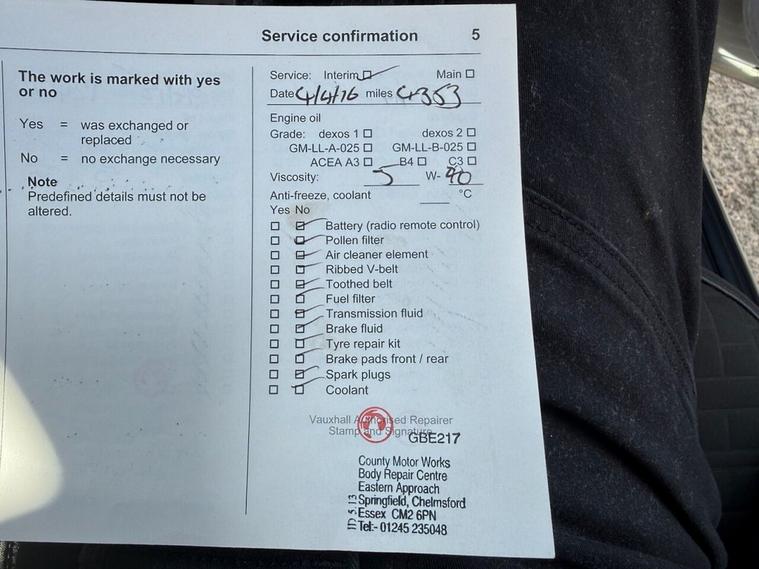 Service confirmation 5
The work is marked with yes
or no
Yes = was exchanged or
replaced
No = no exchange necessary
Note
Predefined details must not be
altered.
Service: Interim Main
Date 4/4/16 miles 4353
Engine oil
Grade: dexos 1 dexos 2
GM-LL-A-025 GM-LL-B-025
ACEA A3 B4 C3
Viscosity: 5 W-
Anti-freeze, coolant °C
Yes No
Battery (radio remote control)
Pollen filter
Air cleaner element
Ribbed V-belt
Toothed belt
Fuel filter
Transmission fluid
Brake fluid
Tyre repair kit
Brake pads front / rear
Spark plugs
Coolant
Vauxhall Authorised Repairer
Stamp and Signature
GBE217
County Motor Works
Body Repair Centre
Eastern Approach
Springfield, Chelmsford
Essex CM2 6PN
Tel:- 01245 235048